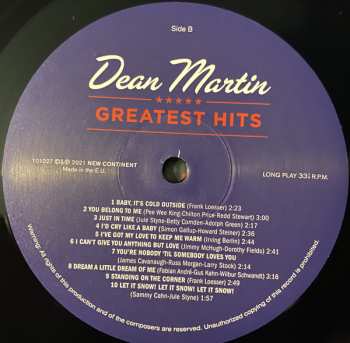 Side B
Dean Martin
★★★★★
GREATEST HITS
101027 ℗&© 2021 NEW CONTINENT
Made in the E.U.
LONG PLAY 33⅓ R.P.M.
1 BABY, IT'S COLD OUTSIDE (Frank Loesser) 2:24
2 YOU BELONG TO ME (Pee Wee King-Chilton Price-Redd Stewart) 3:00
3 JUST IN TIME (Jule Styne-Betty Comden-Adolph Green) 2:17
4 I'D CRY LIKE A BABY (Simon Gallup-Howard Steiner) 2:36
5 I'VE GOT MY LOVE TO KEEP ME WARM (Irving Berlin) 2:44
6 I CAN'T GIVE YOU ANYTHING BUT LOVE (Jimmy McHugh-Dorothy Fields) 2:41
7 YOU'RE NOBODY 'TIL SOMEBODY LOVES YOU
(James Cavanaugh-Russ Morgan-Larry Stock) 2:14
8 DREAM A LITTLE DREAM OF ME (Fabian André-Gus Kahn-Wilbur Schwandt) 3:16
9 STANDING ON THE CORNER (Frank Loesser) 2:49
10 LET IT SNOW! LET IT SNOW! LET IT SNOW!
(Sammy Cahn-Jule Styne) 1:57
Warning: All rights of this production and of the composers are reserved. Unauthorized copying of this record is prohibited.